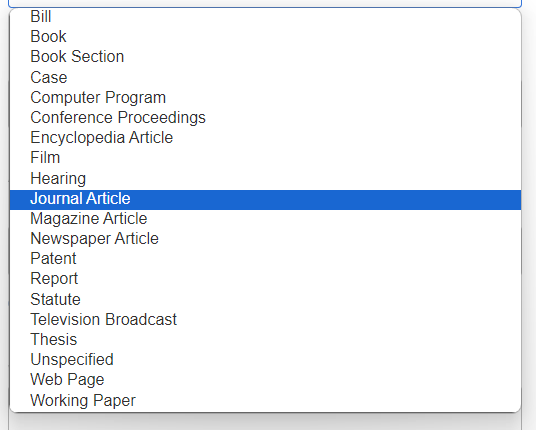 Bill
Book
Book Section
Case
Computer Program
Conference Proceedings
Encyclopedia Article
Film
Hearing
Journal Article
Magazine Article
Newspaper Article
Patent
Report
Statute
Television Broadcast
Thesis
Unspecified
Web Page
Working Paper